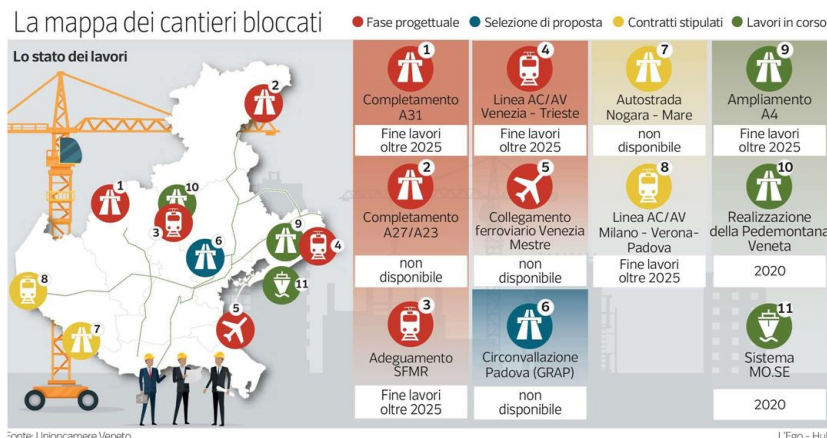 La mappa dei cantieri bloccati
Fase progettuale
Selezione di proposta
Contratti stipulati
Lavori in corso
Lo stato dei lavori
2
1
10
3
6
9
4
11
8
7
5
1
Completamento
A31
Fine lavori
oltre 2025
4
Linea AC/AV
Venezia - Trieste
Fine lavori
oltre 2025
7
Autostrada
Nogara - Mare
non
disponibile
9
Ampliamento
A4
Fine lavori
oltre 2025
2
Completamento
A27/A23
non
disponibile
5
Collegamento
ferroviario Venezia
Mestre
non
disponibile
8
Linea AC/AV
Milano - Verona-
Padova
Fine lavori
oltre 2025
10
Realizzazione
della Pedemontana
Veneta
2020
3
Adeguamento
SFMR
Fine lavori
oltre 2025
6
Circonvallazione
Padova (GRAP)
non
disponibile
11
Sistema
MO.SE
2020
Fonte: Unioncamere Veneto
L'Ego - Hub